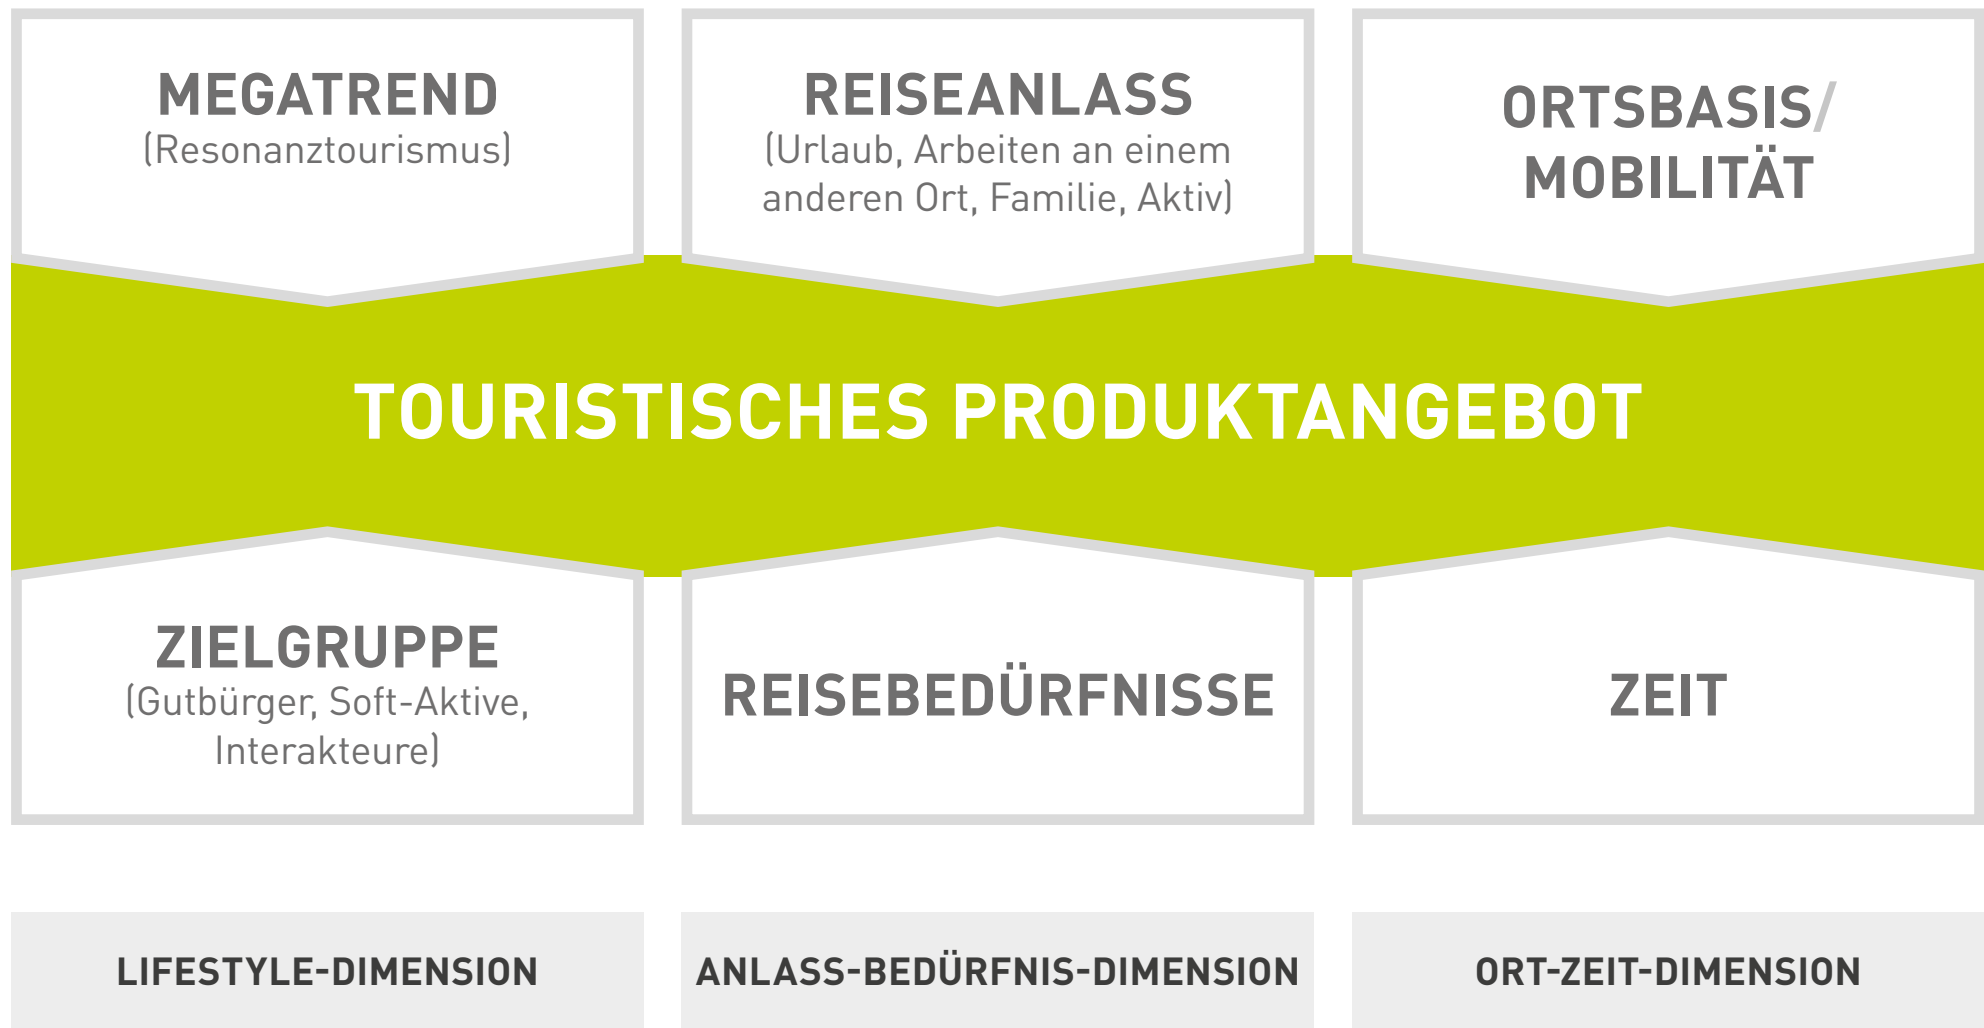 MEGATREND
(Resonanztourismus)
REISEANLASS
(Urlaub, Arbeiten an einem
anderen Ort, Familie, Aktiv)
ORTSBASIS/
MOBILITÄT
TOURISTISCHES PRODUKTANGEBOT
ZIELGRUPPE
(Gutbürger, Soft-Aktive,
Interakteure)
REISEBEDÜRFNISSE
ZEIT
LIFESTYLE-DIMENSION
ANLASS-BEDÜRFNIS-DIMENSION
ORT-ZEIT-DIMENSION